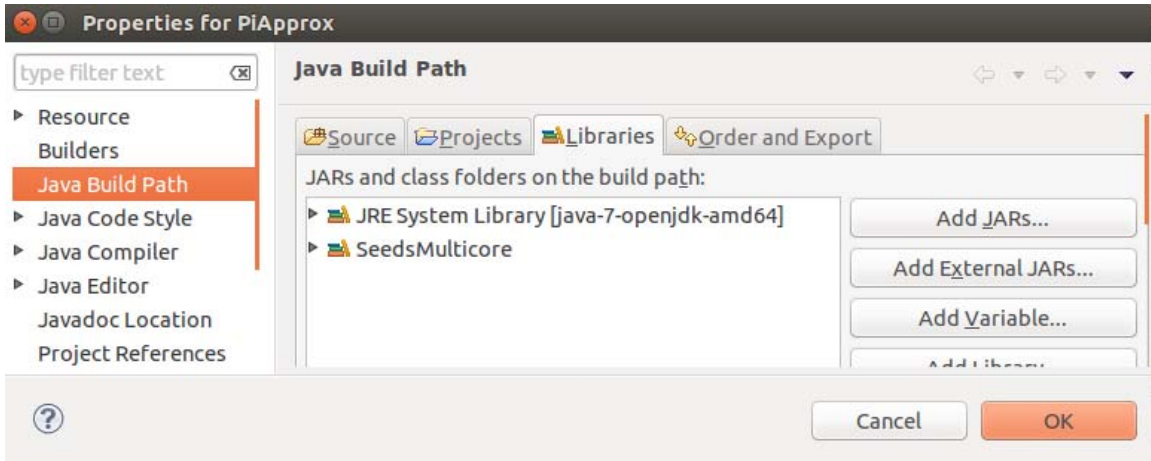 Properties for PiApprox
type filter text
Java Build Path
Resource
Builders
Java Build Path
Java Code Style
Java Compiler
Java Editor
Javadoc Location
Project References
Source Projects Libraries Order and Export
JARs and class folders on the build path:
JRE System Library [java-7-openjdk-amd64]
SeedsMulticore
Add JARs...
Add External JARs...
Add Variable...
Add Library...
Cancel
OK